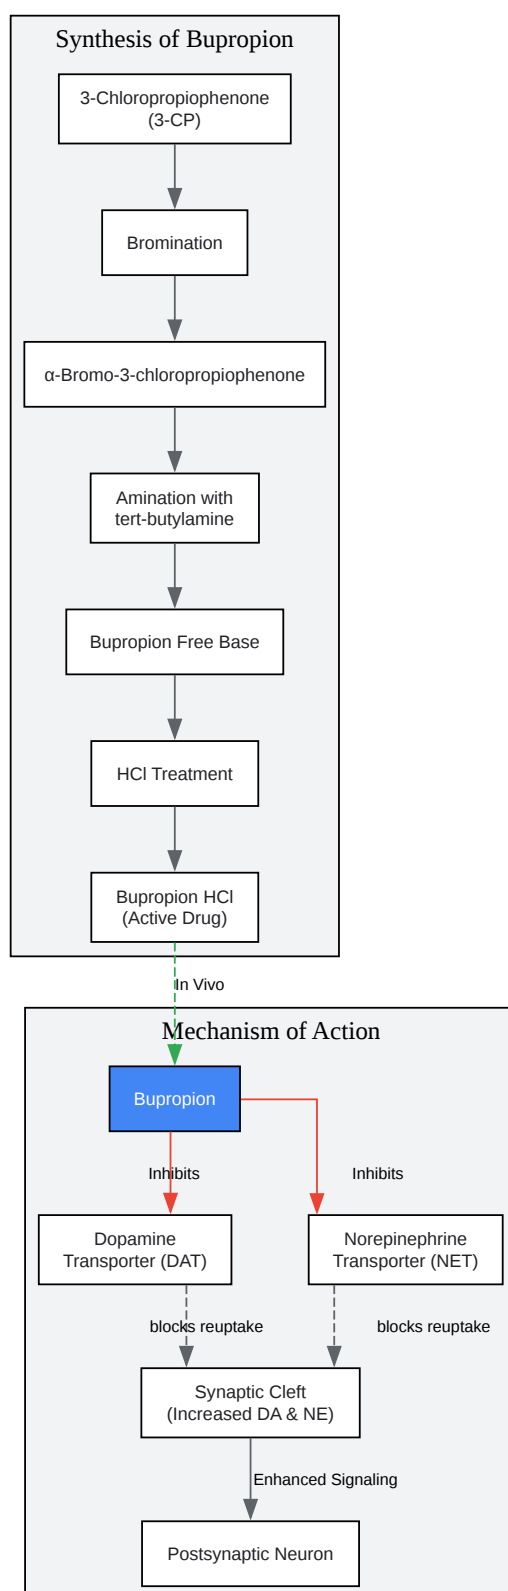 Synthesis of Bupropion
3-Chloropropiophenone
(3-CP)
Bromination
α-Bromo-3-chloropropiophenone
Amination with
tert-butylamine
Bupropion Free Base
HCl Treatment
Bupropion HCl
(Active Drug)
In Vivo
Mechanism of Action
Bupropion
Inhibits
Inhibits
Dopamine
Transporter (DAT)
Norepinephrine
Transporter (NET)
blocks reuptake
blocks reuptake
Synaptic Cleft
(Increased DA & NE)
Enhanced Signaling
Postsynaptic Neuron